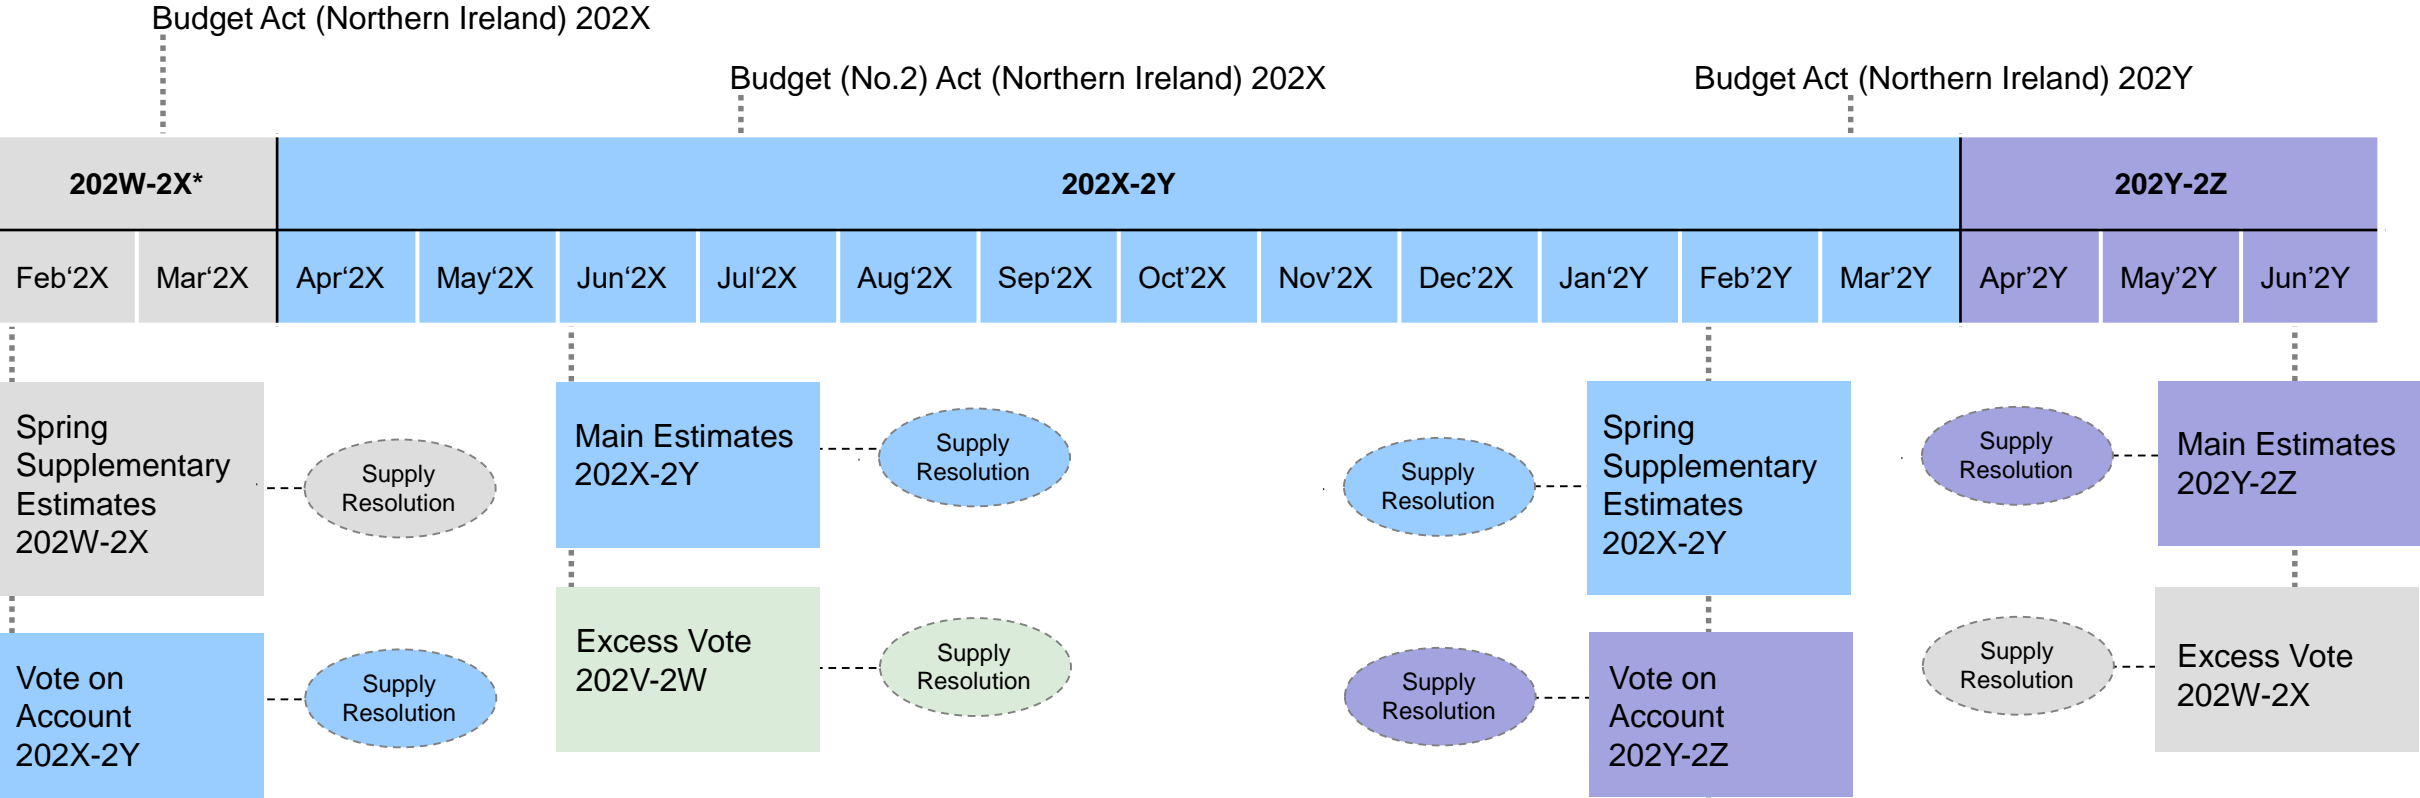 Budget Act (Northern Ireland) 202X
Budget (No.2) Act (Northern Ireland) 202X
Budget Act (Northern Ireland) 202Y
202W-2X*
202X-2Y
202Y-2Z
Feb‘2X
Mar‘2X
Apr‘2X
May‘2X
Jun‘2X
Jul‘2X
Aug‘2X
Sep‘2X
Oct’2X
Nov’2X
Dec’2X
Jan‘2Y
Feb’2Y
Mar’2Y
Apr’2Y
May’2Y
Jun’2Y
Spring
Supplementary
Estimates
202W-2X
Supply
Resolution
Main Estimates
202X-2Y
Supply
Resolution
Supply
Resolution
Spring
Supplementary
Estimates
202X-2Y
Supply
Resolution
Main Estimates
202Y-2Z
Vote on
Account
202X-2Y
Supply
Resolution
Excess Vote
202V-2W
Supply
Resolution
Supply
Resolution
Vote on
Account
202Y-2Z
Supply
Resolution
Excess Vote
202W-2X